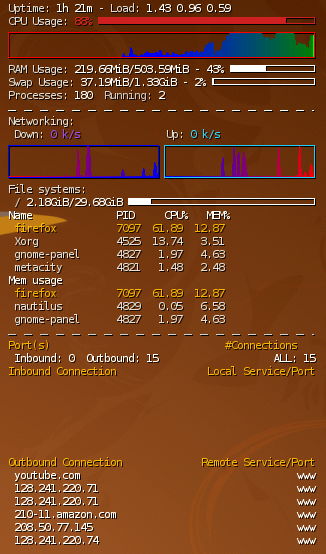 Uptime: 1h 21m - Load: 1.43 0.96 0.59
CPU Usage: 88%
RAM Usage: 219.66MiB/503.59MiB - 43%
Swap Usage: 37.19MiB/1.33GiB - 2%
Processes: 180 Running: 2
Networking:
Down: 0 k/s Up: 0 k/s
File systems:
/ 2.18GiB/29.68GiB
Name PID CPU% MEM%
firefox 7097 61.89 12.87
Xorg 4525 13.74 3.51
gnome-panel 4827 1.97 4.63
metacity 4821 1.48 2.48
Mem usage
firefox 7097 61.89 12.87
nautilus 4829 0.05 6.58
gnome-panel 4827 1.97 4.63
Port(s) #Connections
Inbound: 0 Outbound: 15 ALL: 15
Inbound Connection Local Service/Port
Outbound Connection Remote Service/Port
youtube.com www
128.241.220.71 www
128.241.220.71 www
210-11.amazon.com www
208.50.77.145 www
128.241.220.74 www